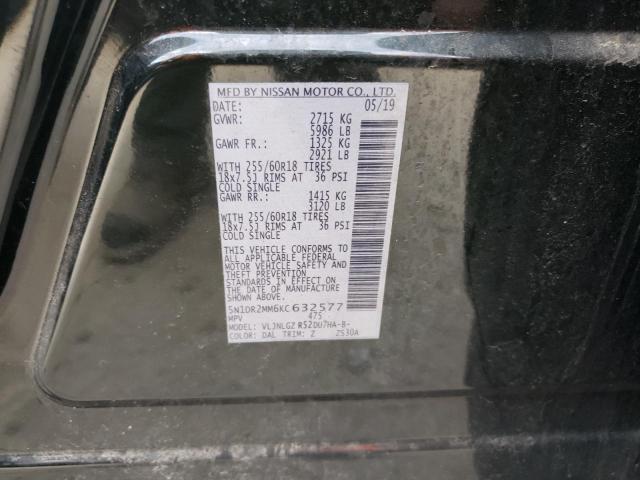 MFD BY NISSAN MOTOR CO., LTD.
DATE: 05/19
GVWR: 2715 KG
5986 LB
GAWR FR.: 1325 KG
2921 LB
WITH 255/60R18 TIRES
18x7.5J RIMS AT 36 PSI
COLD SINGLE
GAWR RR.: 1415 KG
3120 LB
WITH 255/60R18 TIRES
18x7.5J RIMS AT 36 PSI
COLD SINGLE
THIS VEHICLE CONFORMS TO
ALL APPLICABLE FEDERAL
MOTOR VEHICLE SAFETY AND
THEFT PREVENTION
STANDARDS IN EFFECT ON
THE DATE OF MANUFACTURE
SHOWN ABOVE.
5N1DR2MM6KC632577
MPV 475
MODEL: VLJNLGZ R52DU7HA-B-
COLOR: DAL TRIM: Z ZS30A